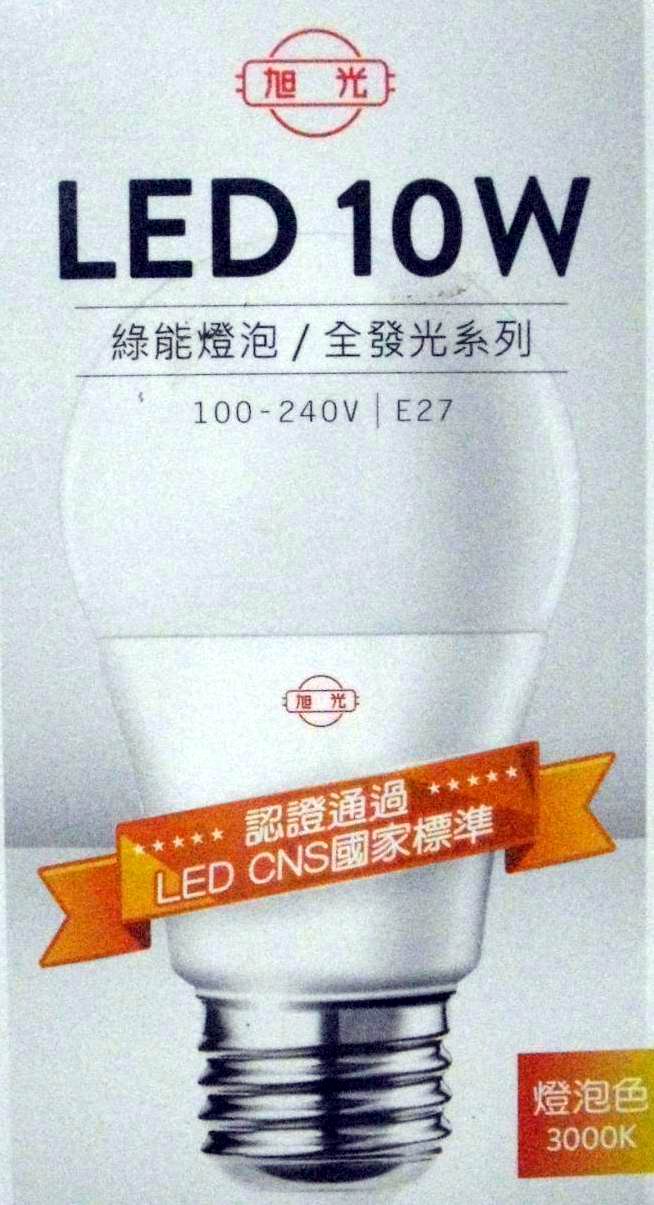 旭 光
LED 10W
綠能燈泡 / 全發光系列
100-240V | E27
旭 光
認證通過
LED CNS國家標準
燈泡色
3000K